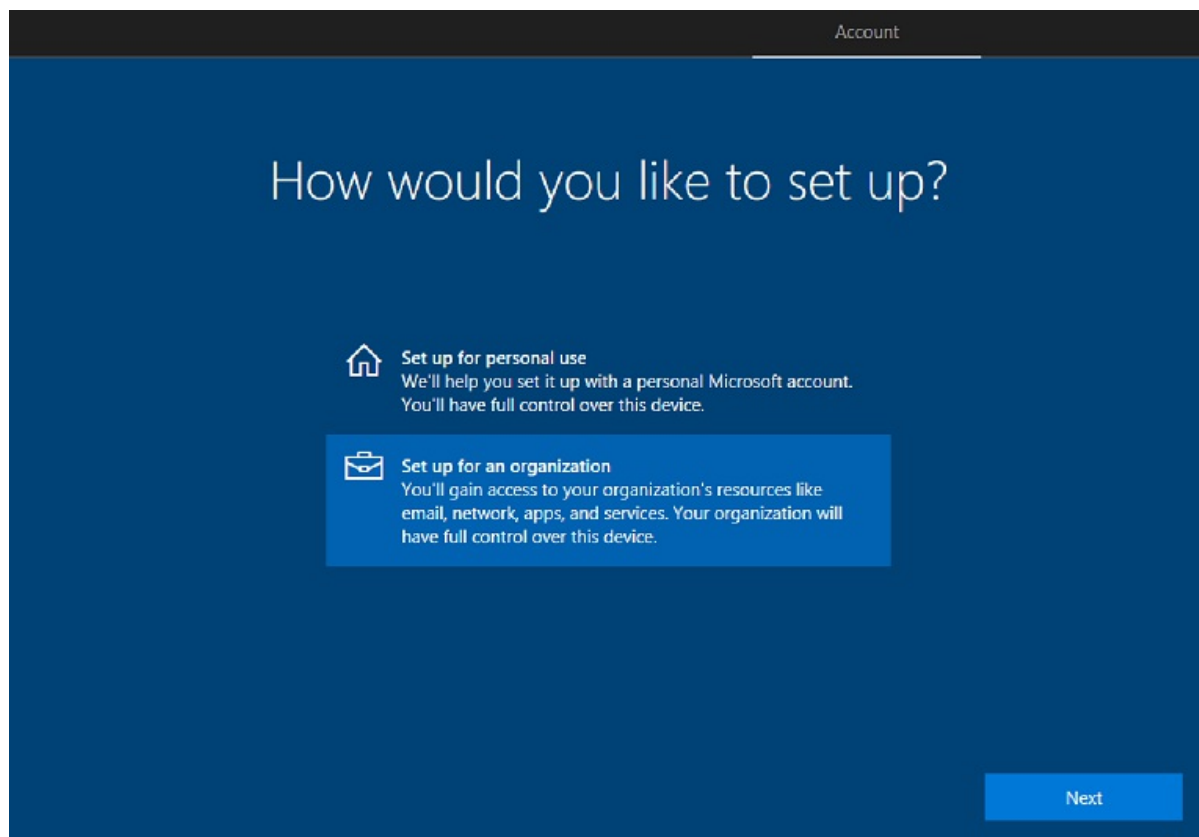 Account
How would you like to set up?
Set up for personal use
We'll help you set it up with a personal Microsoft account.
You'll have full control over this device.
Set up for an organization
You'll gain access to your organization's resources like
email, network, apps, and services. Your organization will
have full control over this device.
Next